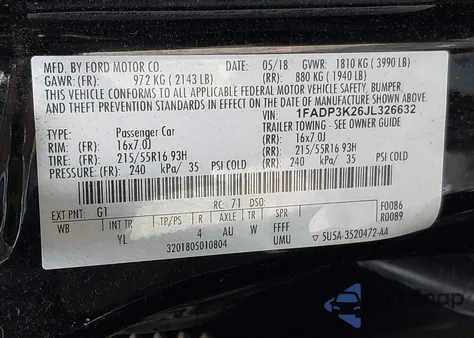 MFD. BY FORD MOTOR CO. 05/18 GVWR: 1810 KG ( 3990 LB)
GAWR: (FR): 972 KG ( 2143 LB) (RR): 880 KG ( 1940 LB)
THIS VEHICLE CONFORMS TO ALL APPLICABLE FEDERAL MOTOR VEHICLE SAFETY, BUMPER,
AND THEFT PREVENTION STANDARDS IN EFFECT ON THE DATE OF MANUFACTURE SHOWN ABOVE.
VIN: 1FADP3K26JL326632
TYPE: Passenger Car TRAILER TOWING - SEE OWNER GUIDE
RIM: (FR): 16x7.0J (RR): 16x7.0J
TIRE: (FR): 215/55R16 93H (RR): 215/55R16 93H
PRESSURE: (FR): 240 kPa/ 35 PSI COLD (RR): 240 kPa/ 35 PSI COLD
EXT PNT: G1 RC: 71 DSO: F0086
R0089
WB INT TR TP/PS R AXLE TR SPR
YL 4 AU W FFFF
UMU
3201805010804 ▽ 5U5A-3520472-AA